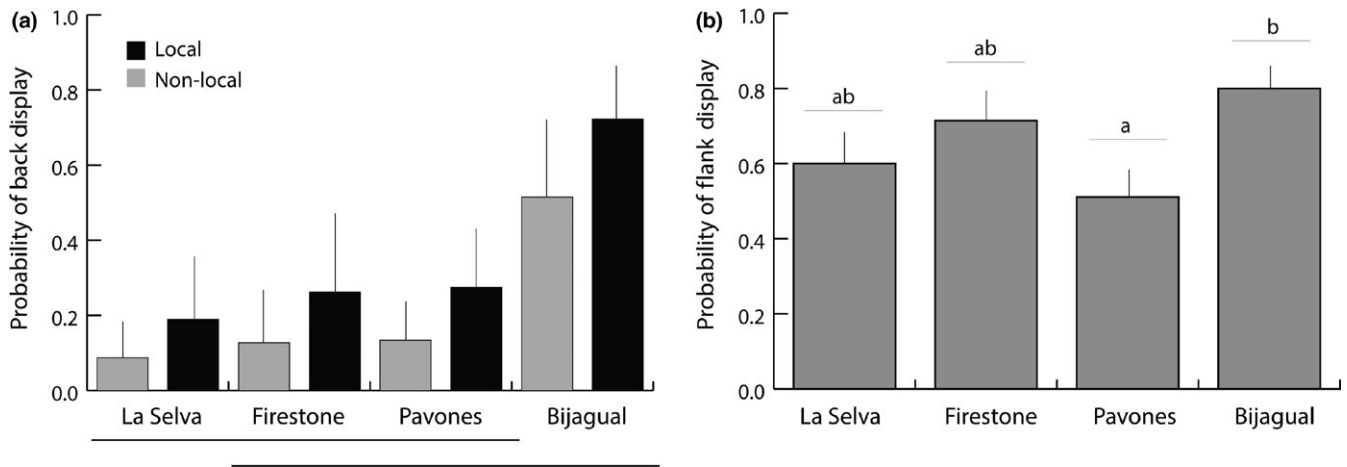 (a)
Probability of back display
1.0
0.8
0.6
0.4
0.2
0.0
Local
Non-local
La Selva Firestone Pavones Bijagual
(b)
Probability of flank display
1.0
0.8
0.6
0.4
0.2
0.0
ab ab a b
La Selva Firestone Pavones Bijagual